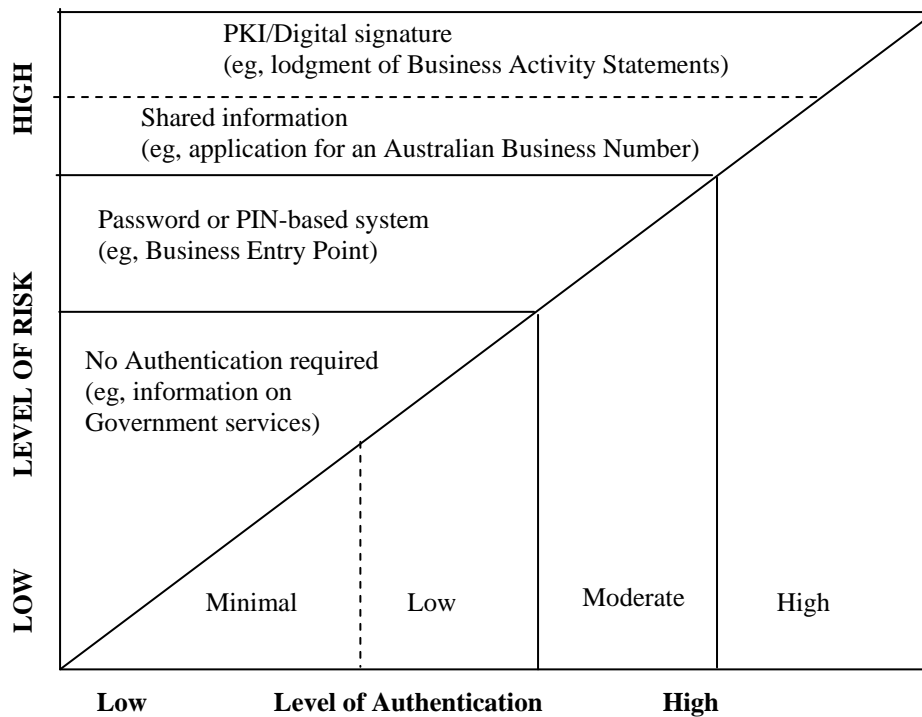 PKI/Digital signature
(eg, lodgment of Business Activity Statements)
Shared information
(eg, application for an Australian Business Number)
Password or PIN-based system
(eg, Business Entry Point)
No Authentication required
(eg, information on
Government services)
HIGH
LEVEL OF RISK
LOW
Minimal
Low
Moderate
High
Low
Level of Authentication
High